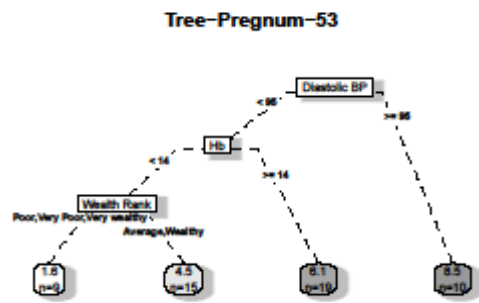 Tree-Pregnum-53
Diastolic BP
< 95
>= 95
Hb
< 14
>= 14
Wealth Rank
Poor,Very Poor,Very wealthy
Average,Wealthy
1.6
n=9
4.5
n=15
6.1
n=19
8.5
n=10